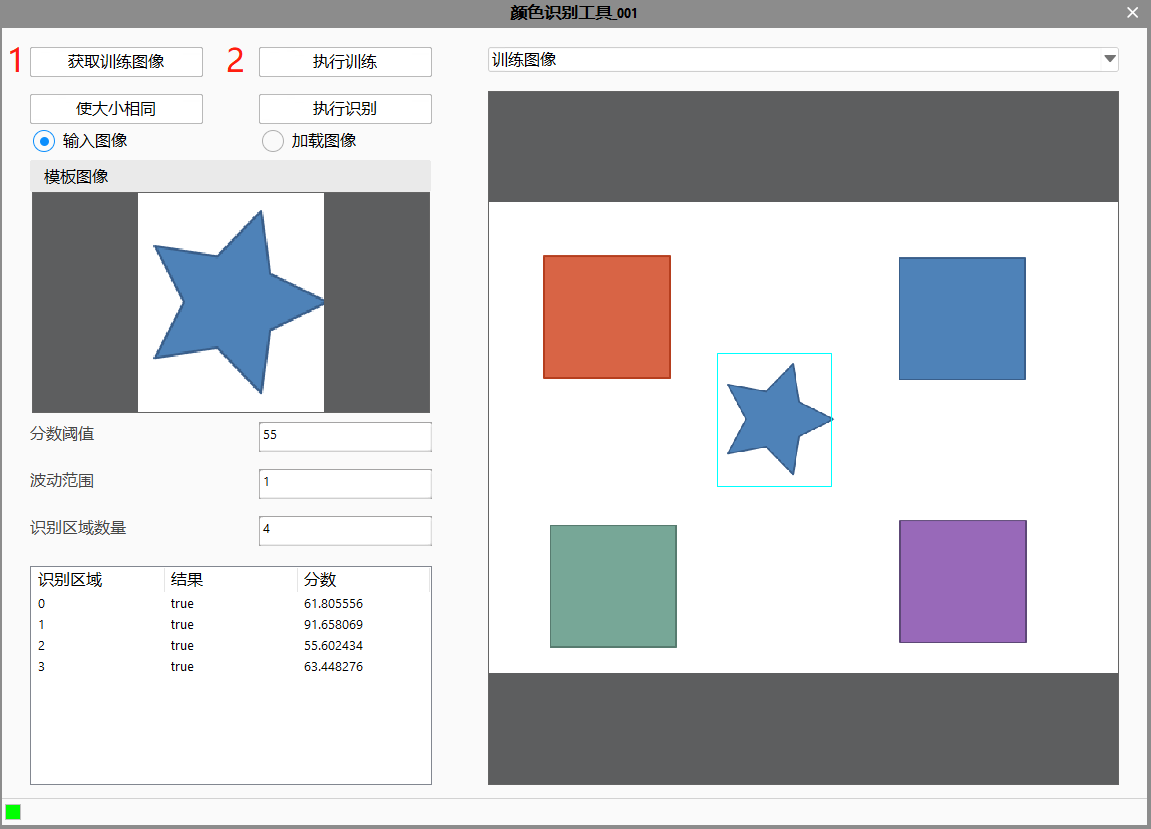 颜色识别工具_001
1 获取训练图像 2 执行训练 训练图像
使大小相同 执行识别
输入图像 加载图像
模板图像
分数阈值 55
波动范围 1
识别区域数量 4
识别区域 结果 分数
0 true 61.805556
1 true 91.658069
2 true 55.602434
3 true 63.448276